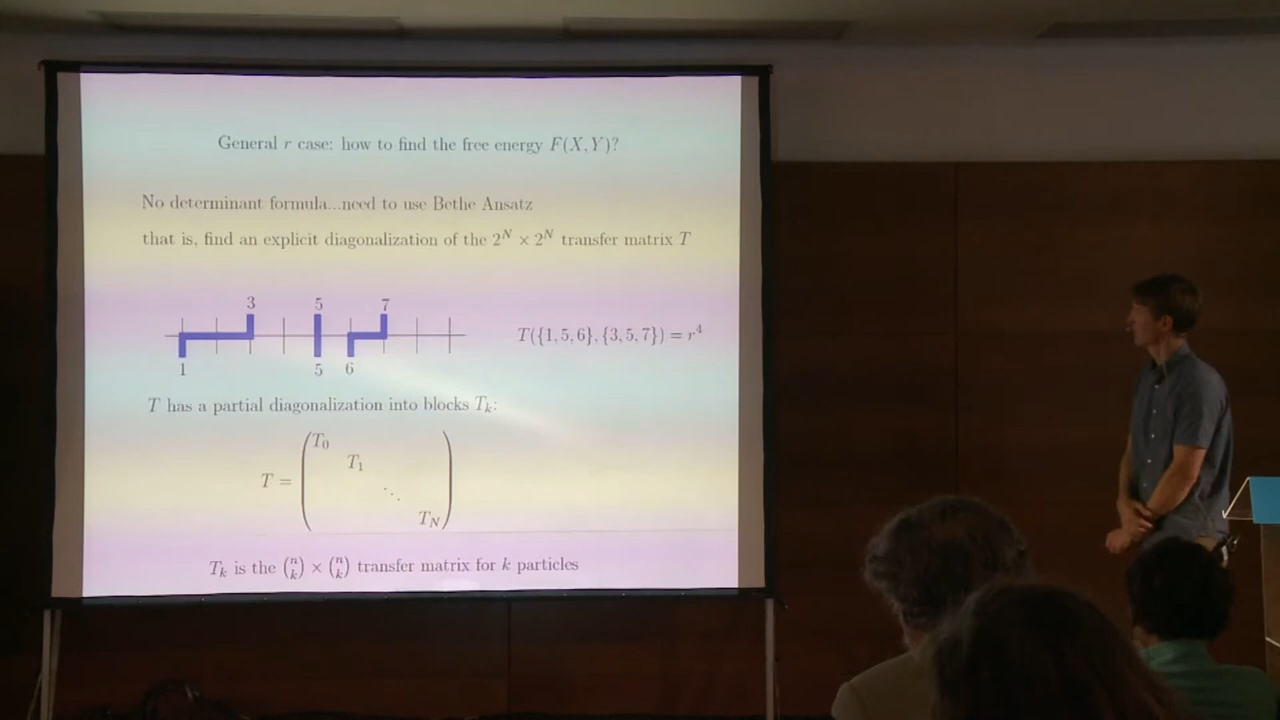 General r case: how to find the free energy F(X,Y)?
No determinant formula...need to use Bethe Ansatz
that is, find an explicit diagonalization of the 2^N × 2^N transfer matrix T
3 5 7
T({1, 5, 6}, {3, 5, 7}) = r^4
1 5 6
T has a partial diagonalization into blocks T_k:
T_0
T_1
T =
⋱
T_N
T_k is the (n k) × (n k) transfer matrix for k particles